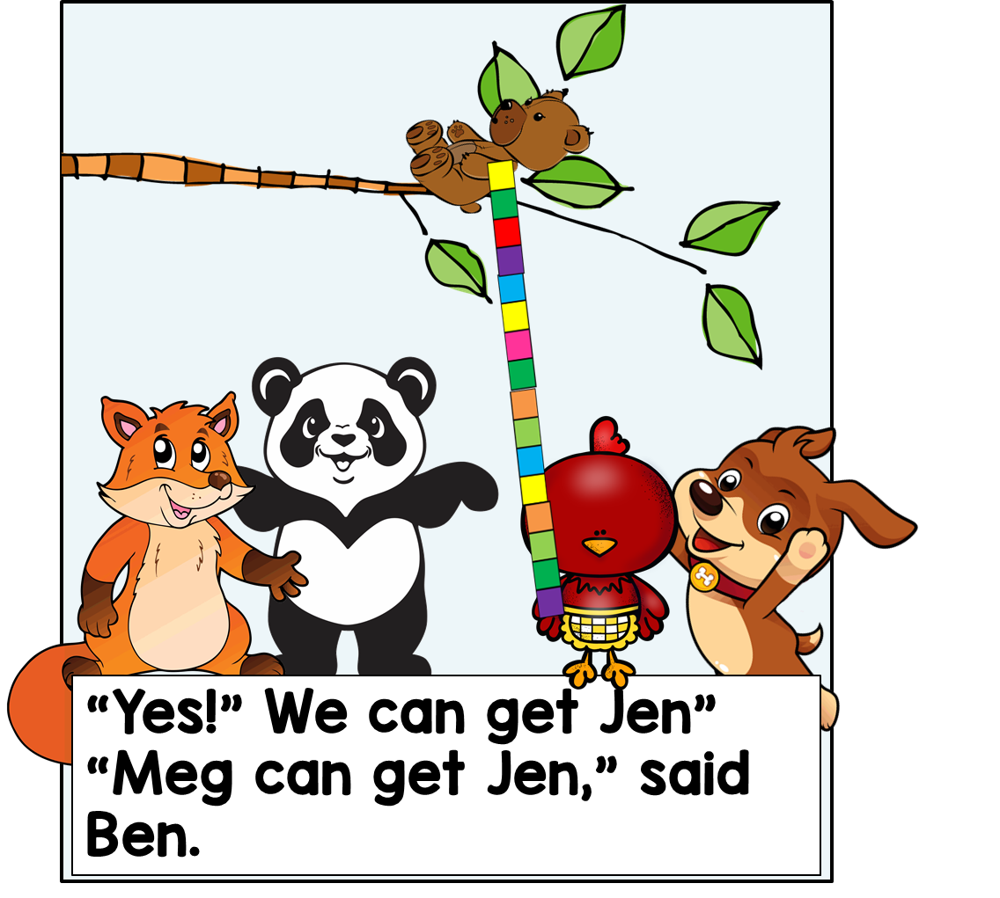 “Yes!” We can get Jen”
“Meg can get Jen,” said
Ben.